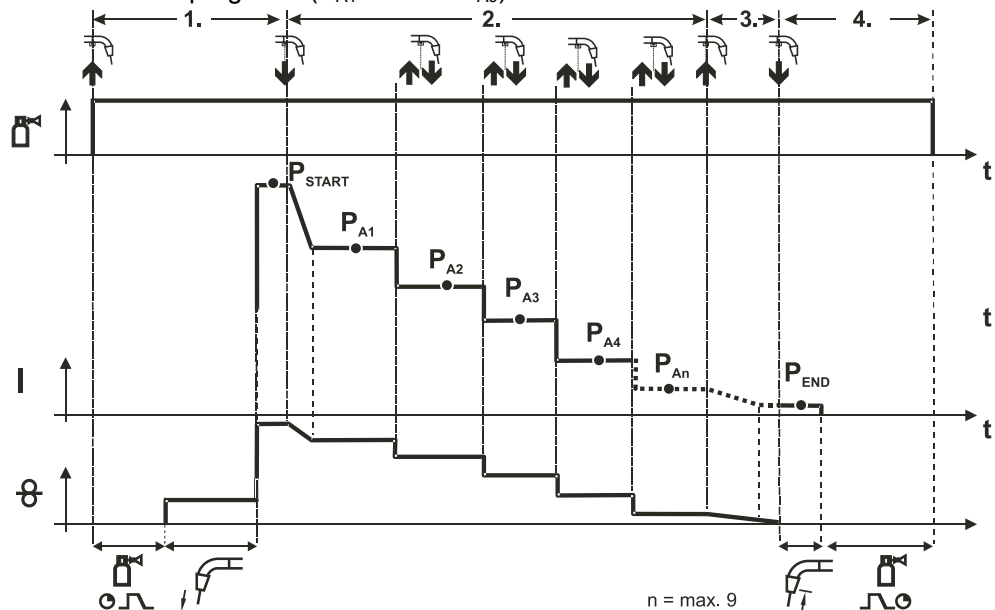 1. 2. 3. 4.
t
P START
P A1
P A2
P A3
t
P A4
P An
P END
I
t
n = max. 9